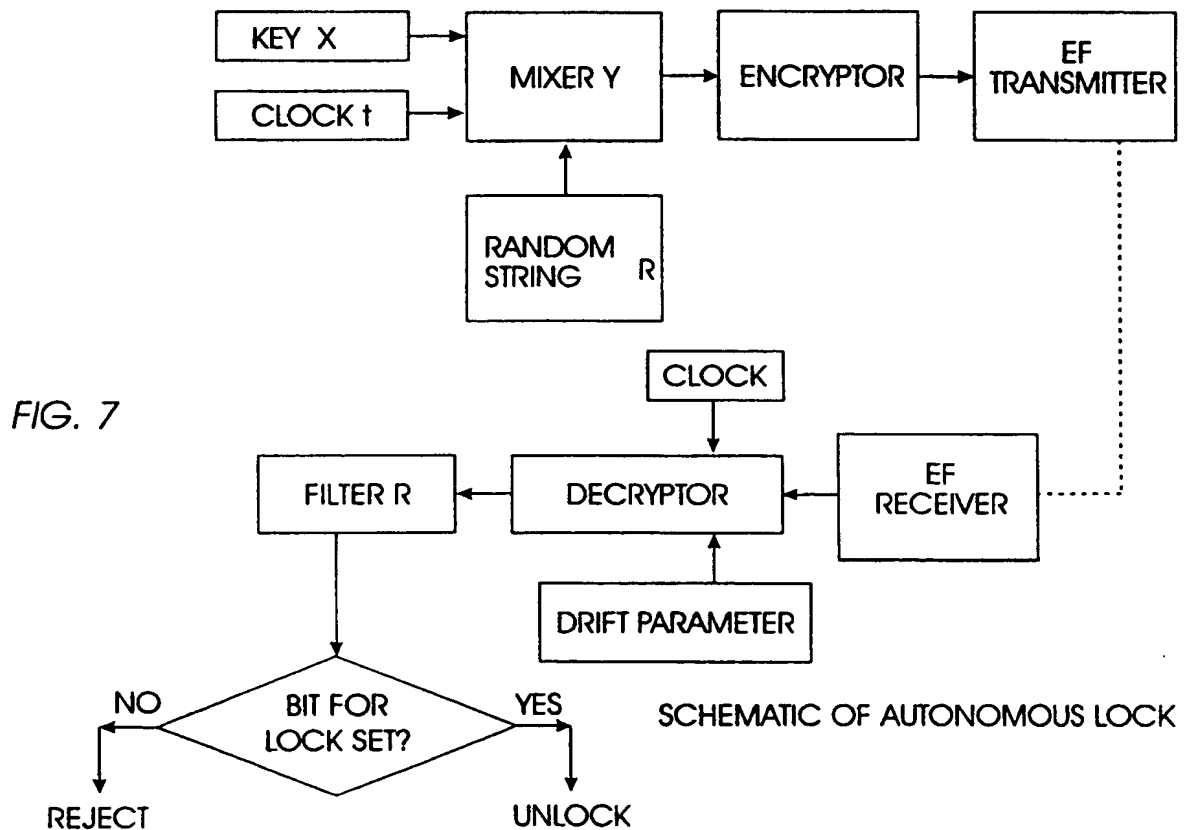 KEY X
CLOCK t
MIXER Y
ENCRYPTOR
EF
TRANSMITTER
RANDOM
STRING R
FIG. 7
CLOCK
FILTER R
DECRYPTOR
EF
RECEIVER
DRIFT PARAMETER
BIT FOR
LOCK SET?
NO
YES
REJECT
UNLOCK
SCHEMATIC OF AUTONOMOUS LOCK